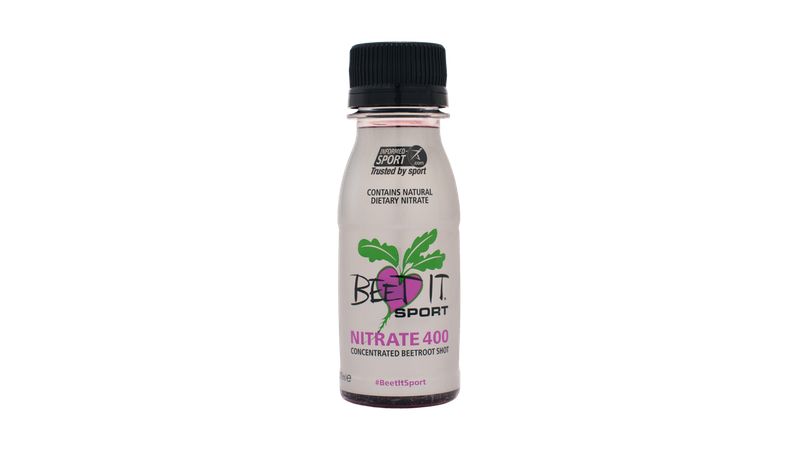 INFORMED-
SPORT
.com
Trusted by sport
CONTAINS NATURAL
DIETARY NITRATE
BEET IT®
SPORT
NITRATE 400
CONCENTRATED BEETROOT SHOT
#BeetItSport